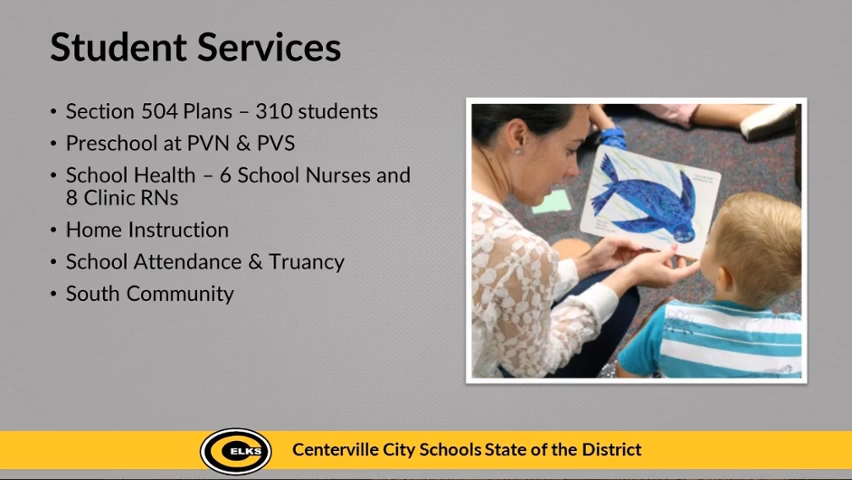 Student Services
• Section 504 Plans – 310 students
• Preschool at PVN & PVS
• School Health – 6 School Nurses and
8 Clinic RNs
• Home Instruction
• School Attendance & Truancy
• South Community
ELKS
Centerville City Schools State of the District